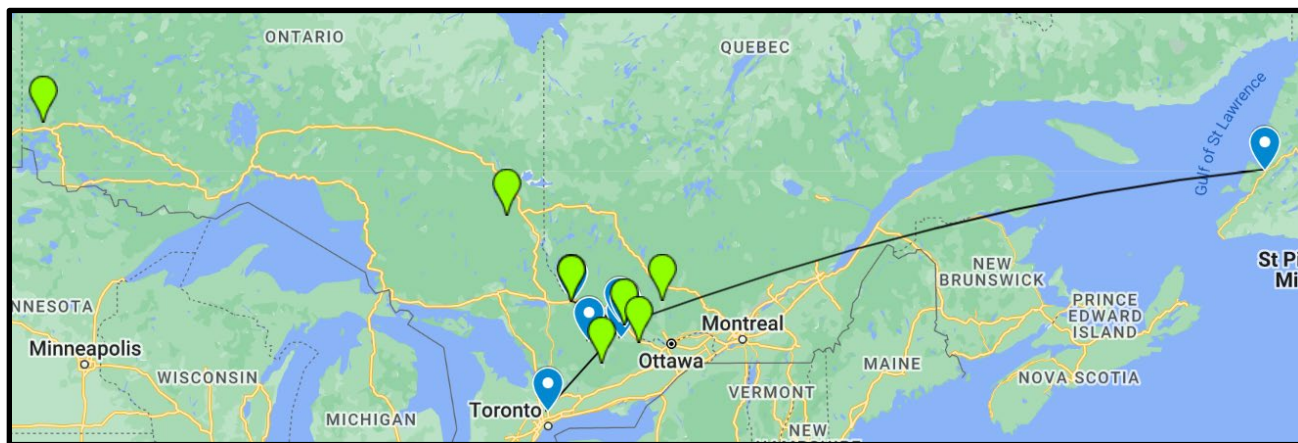 ONTARIO
QUEBEC
Gulf of St Lawrence
St Pi
Mi
NEW
BRUNSWICK
PRINCE
EDWARD
ISLAND
NNESOTA
Montreal
Minneapolis
Ottawa
WISCONSIN
MAINE
NOVA SCOTIA
VERMONT
Toronto
MICHIGAN
NEW